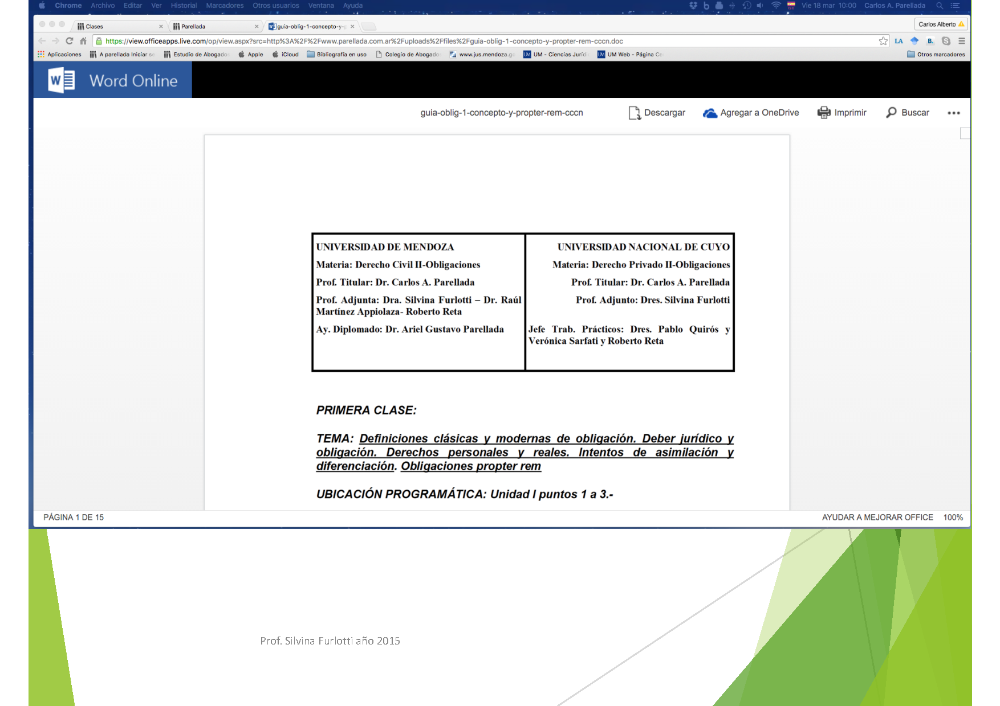 Chrome Archivo Editar Ver Historial Marcadores Otros usuarios Ventana Ayuda Vie 18 mar 10:00 Carlos A. Parellada
Clases Parellada guia-oblig-1-concepto-y-p Carlos Alberto
https://view.officeapps.live.com/op/view.aspx?src=http%3A%2F%2Fwww.parellada.com.ar%2Fuploads%2Ffiles%2Fguia-oblig-1-concepto-y-propter-rem-cccn.doc LA B.
Aplicaciones A parellada Iniciar se Estudio de Abogados Apple iCloud Bibliografía en uso Colegio de Abogado www.jus.mendoza.go UM UM - Ciencias Jurídi UM UM Web - Página Co Otros marcadores
W Word Online
guia-oblig-1-concepto-y-propter-rem-cccn Descargar Agregar a OneDrive Imprimir Buscar •••
UNIVERSIDAD DE MENDOZA
Materia: Derecho Civil II-Obligaciones
Prof. Titular: Dr. Carlos A. Parellada
Prof. Adjunta: Dra. Silvina Furlotti – Dr. Raúl
Martínez Appiolaza- Roberto Reta
Ay. Diplomado: Dr. Ariel Gustavo Parellada
UNIVERSIDAD NACIONAL DE CUYO
Materia: Derecho Privado II-Obligaciones
Prof. Titular: Dr. Carlos A. Parellada
Prof. Adjunto: Dres. Silvina Furlotti
Jefe Trab. Prácticos: Dres. Pablo Quirós y
Verónica Sarfati y Roberto Reta
PRIMERA CLASE:
TEMA: Definiciones clásicas y modernas de obligación. Deber jurídico y
obligación. Derechos personales y reales. Intentos de asimilación y
diferenciación. Obligaciones propter rem
UBICACIÓN PROGRAMÁTICA: Unidad I puntos 1 a 3.-
PÁGINA 1 DE 15 AYUDAR A MEJORAR OFFICE 100%
Prof. Silvina Furlotti año 2015